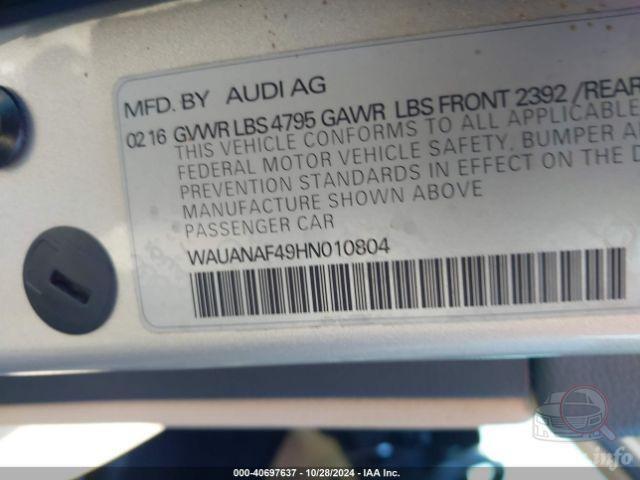 MFD. BY AUDI AG
02 16 GVWR LBS 4795 GAWR LBS FRONT 2392 /REAR
THIS VEHICLE CONFORMS TO ALL APPLICABLE
FEDERAL MOTOR VEHICLE SAFETY, BUMPER A
PREVENTION STANDARDS IN EFFECT ON THE D
MANUFACTURE SHOWN ABOVE
PASSENGER CAR
WAUANAF49HN010804
000-40697637 - 10/28/2024 - IAA Inc.
.info